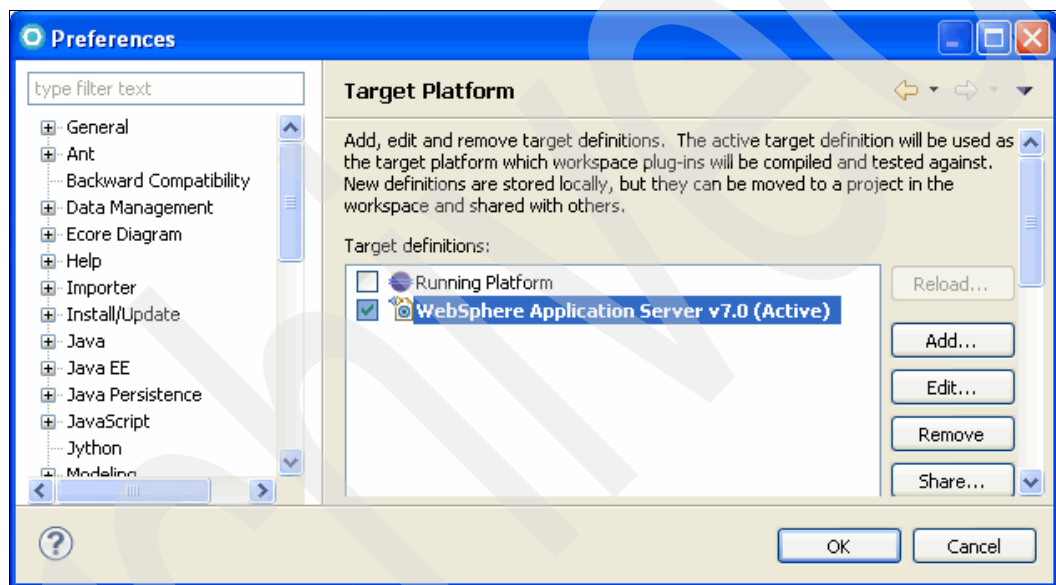 Preferences
type filter text
General
Ant
Backward Compatibility
Data Management
Ecore Diagram
Help
Importer
Install/Update
Java
Java EE
Java Persistence
JavaScript
Jython
Modeling
Target Platform
Add, edit and remove target definitions. The active target definition will be used as
the target platform which workspace plug-ins will be compiled and tested against.
New definitions are stored locally, but they can be moved to a project in the
workspace and shared with others.
Target definitions:
Running Platform
WebSphere Application Server v7.0 (Active)
Reload...
Add...
Edit...
Remove
Share...
OK
Cancel